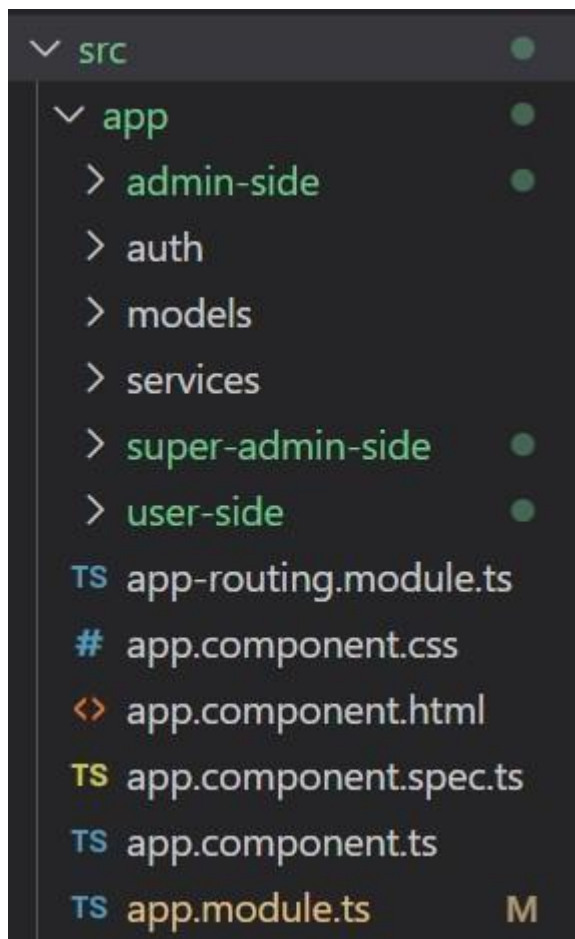 src
app
admin-side
auth
models
services
super-admin-side
user-side
TS app-routing.module.ts
# app.component.css
<> app.component.html
TS app.component.spec.ts
TS app.component.ts
TS app.module.ts M